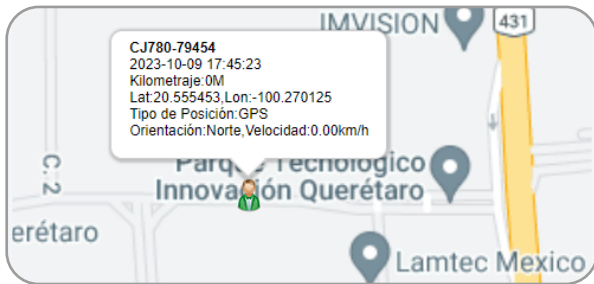 IMVISION
431
CJ780-79454
2023-10-09 17:45:23
Kilometraje:0M
Lat:20.555453,Lon:-100.270125
Tipo de Posición:GPS
Orientación:Norte,Velocidad:0.00km/h
C. 2
Parque Tecnológico
Innovación Querétaro
erétaro
Lamtec Mexico